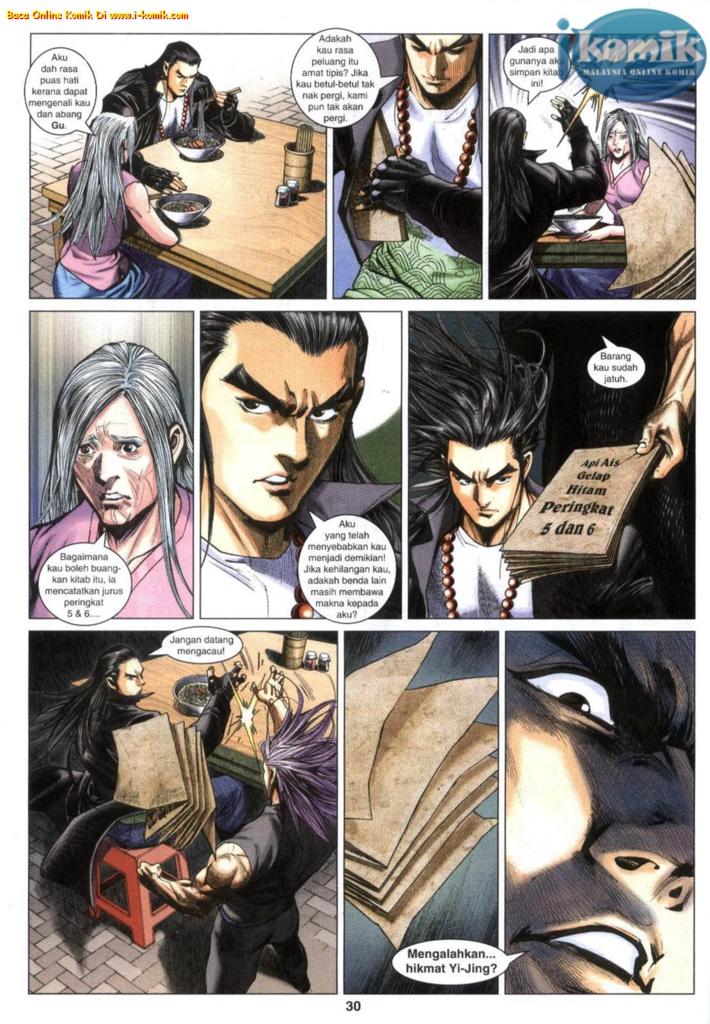 Baca Online Komik Di www.i-komik.com
ikomik
MALAYSIA ONLINE KOMIK
Aku
dah rasa
puas hati
kerana dapat
mengenali kau
dan abang
Gu.
Adakah
kau rasa
peluang itu
amat tipis? Jika
kau betul-betul tak
nak pergi, kami
pun tak akan
pergi.
Jadi apa
gunanya aku
simpan kitab
ini!
Bagaimana
kau boleh buang-
kan kitab itu, ia
mencatatkan jurus
peringkat
5 & 6....
Aku
yang telah
menyebabkan kau
menjadi demikian!
Jika kehilangan kau,
adakah benda lain
masih membawa
makna kepada
aku?
Barang
kau sudah
jatuh.
Api Ais
Gelap
Hitam
Peringkat
5 dan 6
Jangan datang
mengacau!
Mengalahkan...
hikmat Yi-Jing?
30